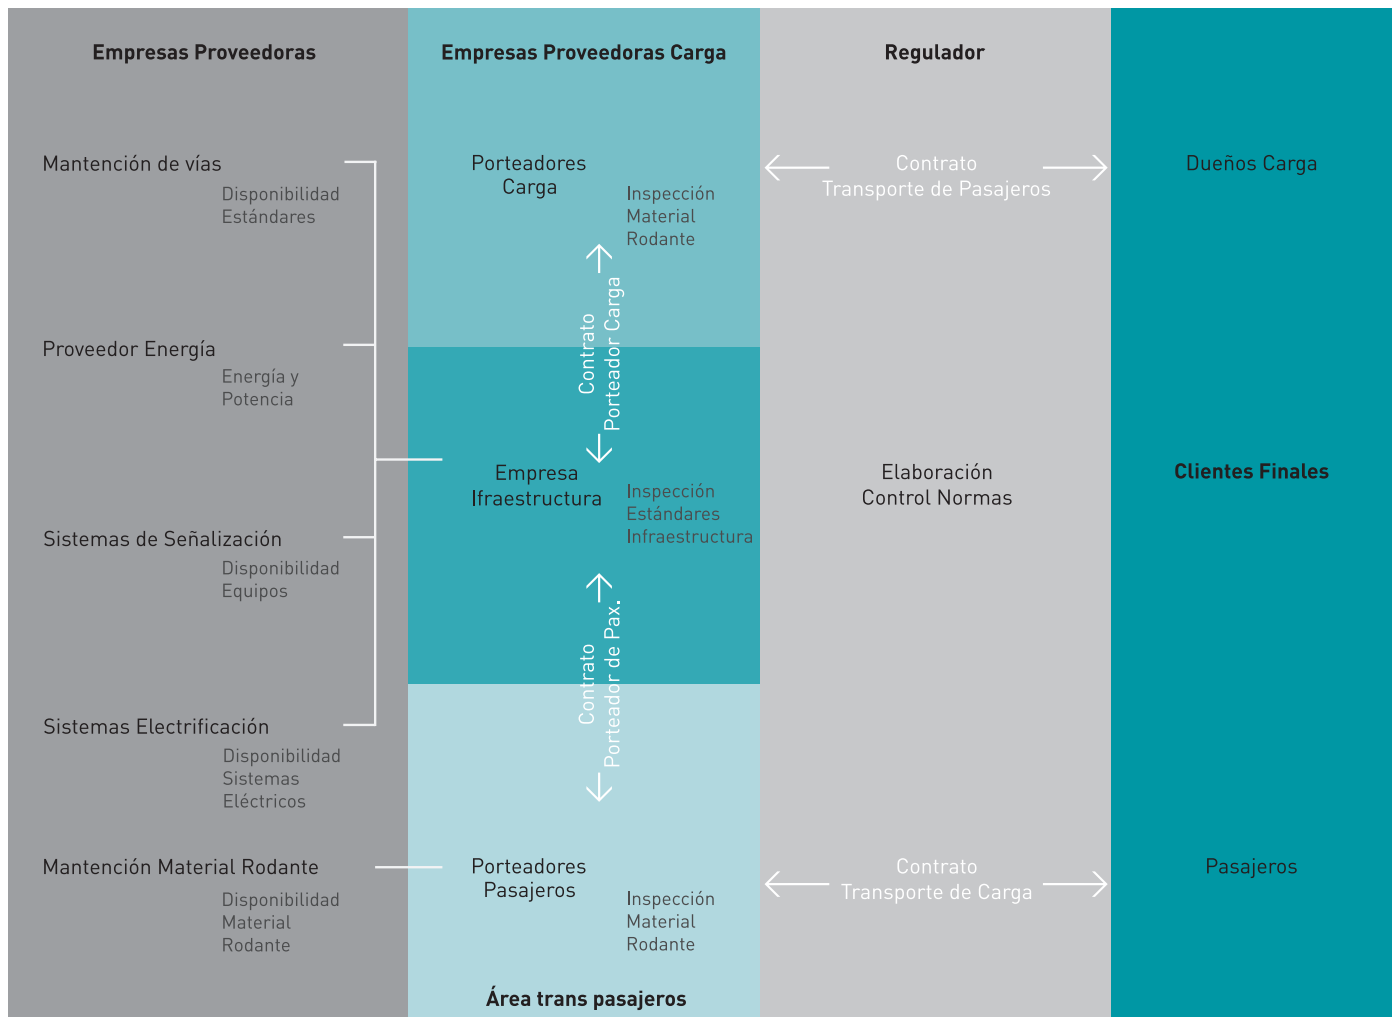 Empresas Proveedoras
Mantención de vías
Disponibilidad
Estándares
Proveedor Energía
Energía y
Potencia
Sistemas de Señalización
Disponibilidad
Equipos
Sistemas Electrificación
Disponibilidad
Sistemas
Eléctricos
Mantención Material Rodante
Disponibilidad
Material
Rodante
Empresas Proveedoras Carga
Porteadores
Carga
Inspección
Material
Rodante
Contrato
Porteador Carga
Empresa
Ifraestructura
Inspección
Estándares
Infraestructura
Contrato
Porteador de Pax.
Porteadores
Pasajeros
Inspección
Material
Rodante
Área trans pasajeros
Regulador
Contrato
Transporte de Pasajeros
Elaboración
Control Normas
Contrato
Transporte de Carga
Dueños Carga
Clientes Finales
Pasajeros